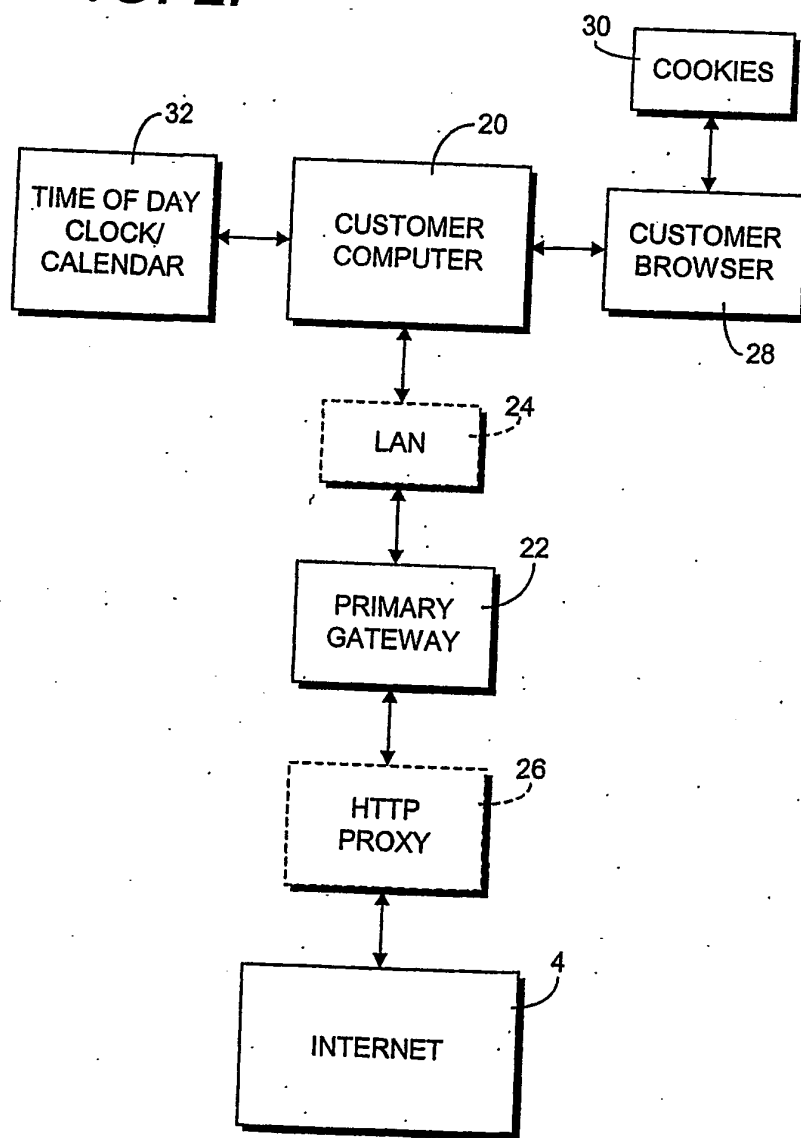 30
COOKIES
32
20
TIME OF DAY
CLOCK/
CALENDAR
CUSTOMER
COMPUTER
CUSTOMER
BROWSER
28
24
LAN
22
PRIMARY
GATEWAY
26
HTTP
PROXY
4
INTERNET